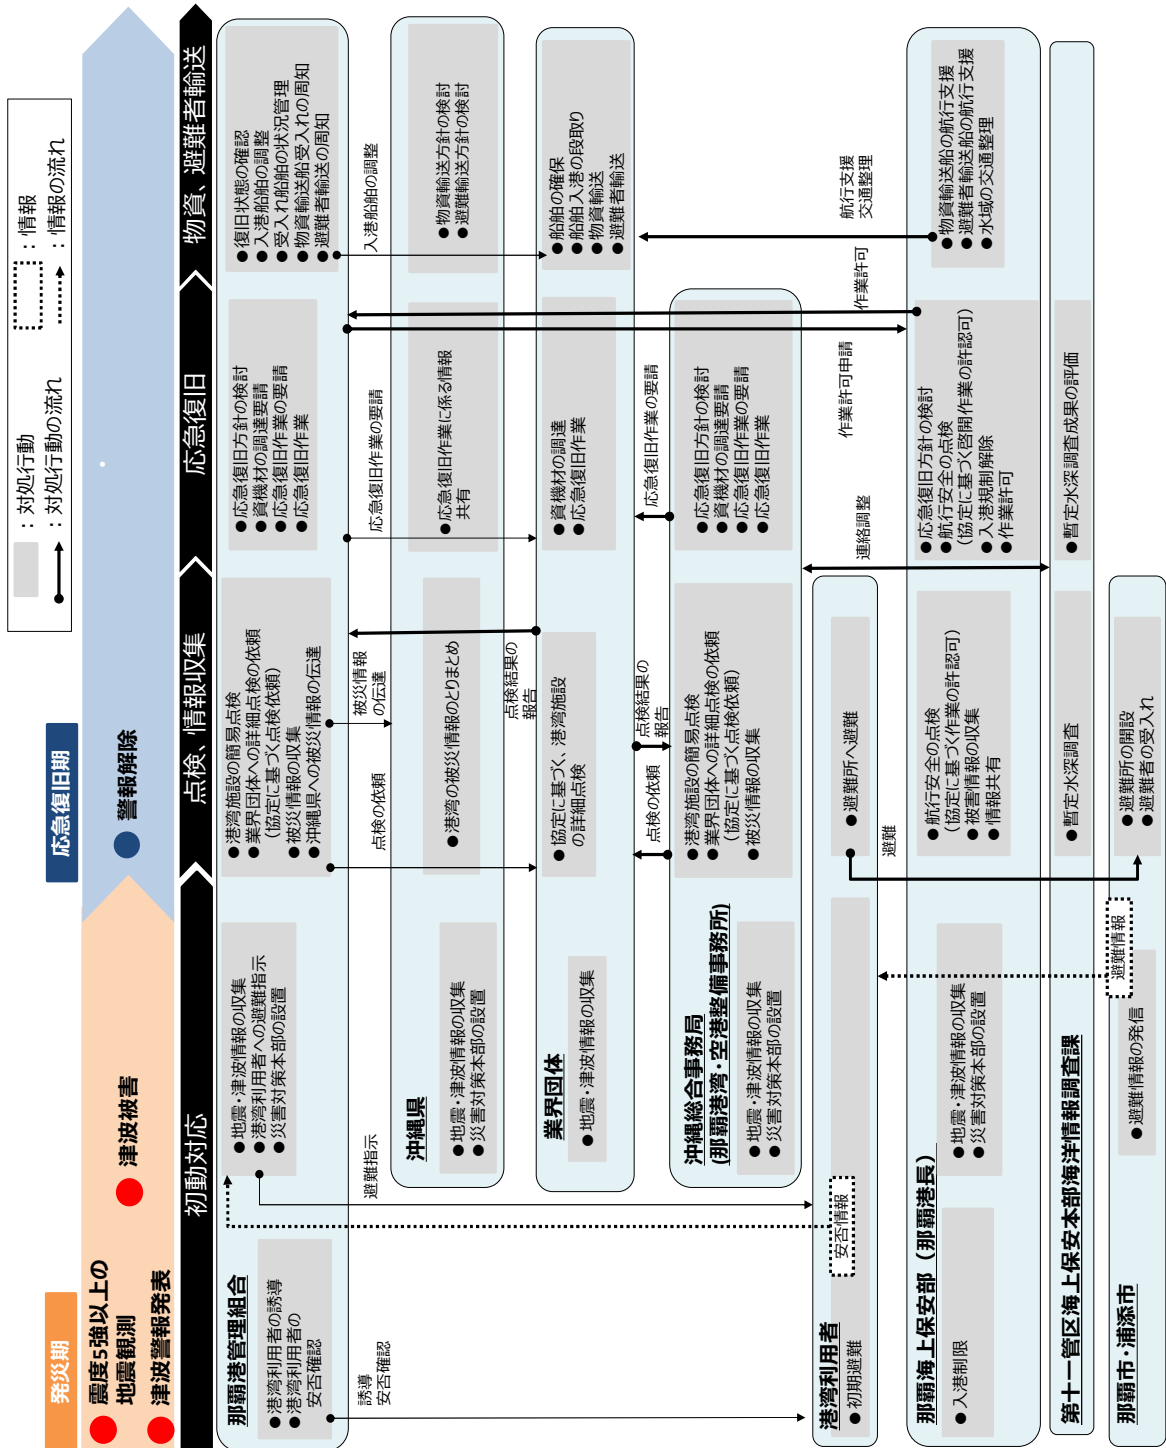 ：対処行動
：情報
：対処行動の流れ
：情報の流れ
発災期
応急復旧期
震度5強以上の
地震観測
津波警報発表
津波被害
警報解除
初動対応
点検、情報収集
応急復旧
物資、避難者輸送
那覇港管理組合
●港湾利用者の誘導
●港湾利用者の
安否確認
●地震・津波情報の収集
●港湾利用者への避難指示
●災害対策本部の設置
●港湾施設の簡易点検
●業界団体への詳細点検の依頼
（協定に基づく点検依頼）
●被災情報の収集
●沖縄県への被災情報の伝達
●応急復旧方針の検討
●資機材の調達要請
●応急復旧作業の要請
●応急復旧作業
●復旧状態の確認
●入港船舶の調整
●受入れ船舶の状況管理
●物資輸送船受入れの周知
●避難者輸送の周知
誘導
安否確認
避難指示
点検の依頼
被災情報
の伝達
応急復旧作業の要請
入港船舶の調整
沖縄県
●地震・津波情報の収集
●災害対策本部の設置
●港湾の被災情報のとりまとめ
●応急復旧作業に係る情報
共有
●物資輸送方針の検討
●避難輸送方針の検討
点検結果の
報告
業界団体
●地震・津波情報の収集
●協定に基づく、港湾施設
の詳細点検
●資機材の調達
●応急復旧作業
●船舶の確保
●船舶入港の段取り
●物資輸送
●避難者輸送
点検の依頼
点検結果の
報告
応急復旧作業の要請
沖縄総合事務局
(那覇港湾・空港整備事務所)
●地震・津波情報の収集
●災害対策本部の設置
●港湾施設の簡易点検
●業界団体への詳細点検の依頼
（協定に基づく点検依頼）
●被災情報の収集
●応急復旧方針の検討
●資機材の調達要請
●応急復旧作業の要請
●応急復旧作業
連絡調整
作業許可申請
作業許可
航行支援
交通整理
港湾利用者
●初期避難
安否情報
●避難所へ避難
避難
那覇海上保安部（那覇港長）
●入港制限
●地震・津波情報の収集
●災害対策本部の設置
●航行安全の点検
（協定に基づく作業の許認可）
●被害情報の収集
●情報共有
●応急復旧方針の検討
●航行安全の点検
（協定に基づく啓開作業の許認可）
●入港規制解除
●作業許可
●物資輸送船の航行支援
●避難者輸送船の航行支援
●水域の交通整理
第十一管区海上保安本部海洋情報調査課
●暫定水深調査
●暫定水深調査成果の評価
那覇市・浦添市
●避難情報の発信
避難情報
●避難所の開設
●避難者の受入れ